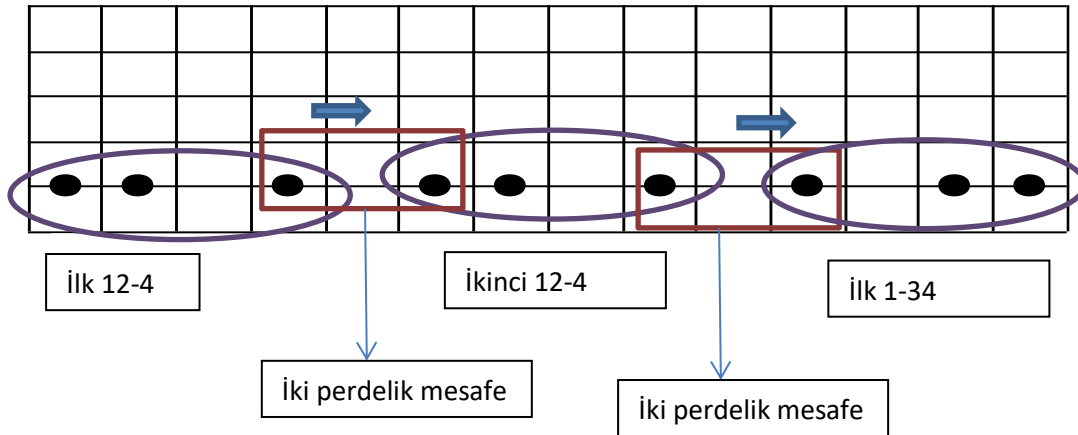 İlk 12-4
İkinci 12-4
İlk 1-34
İki perdelik mesafe
İki perdelik mesafe